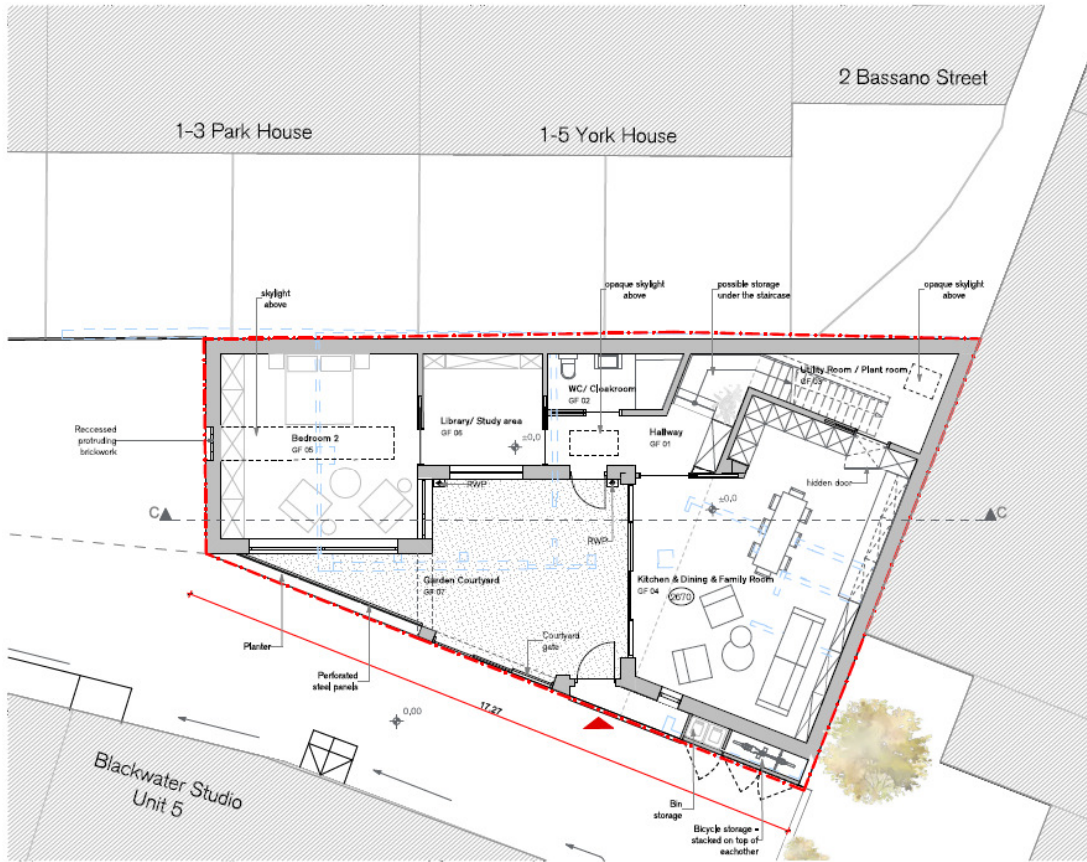 2 Bassano Street
1-3 Park House
1-5 York House
skylight
above
opaque skylight
above
possible storage
under the staircase
opaque skylight
above
Utility Room / Plant room
GF 03
WC/ Cloakroom
GF 02
Library/ Study area
GF 06
±0,0
Hallway
GF 01
Reccessed
protruding
brickwork
Bedroom 2
GF 05
hidden door
RWP
±0,0
C
C
RWP
Garden Courtyard
GF 07
Kitchen & Dining & Family Room
GF 04
2670
Planter
Courtyard
gate
Perforated
steel panels
17.27
0,00
Blackwater Studio
Unit 5
Bin
storage
Bicycle storage -
stacked on top of
eachother